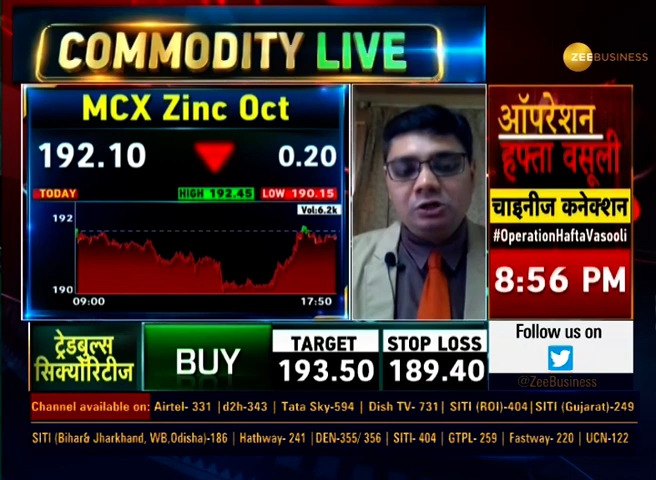 COMMODITY LIVE
ZEEBUSINESS
MCX Zinc Oct
192.10 0.20
TODAY HIGH 192.45 LOW 190.15
Vol:6.2k
192
190
09:00 17:50
ऑपरेशन
हफ्ता वसूली
चाइनीज कनेक्शन
#OperationHaftaVasooli
8:56 PM
ट्रेडबुल्स
सिक्योरिटीज
BUY
TARGET
193.50
STOP LOSS
189.40
Follow us on
@ZeeBusiness
Channel available on: Airtel- 331 | d2h-343 | Tata Sky-594 | Dish TV- 731 | SITI (ROI)-404 | SITI (Gujarat)-249
SITI (Bihar& Jharkhand, WB,Odisha)-186 | Hathway- 241 | DEN-355/ 356 | SITI- 404 | GTPL- 259 | Fastway- 220 | UCN-122